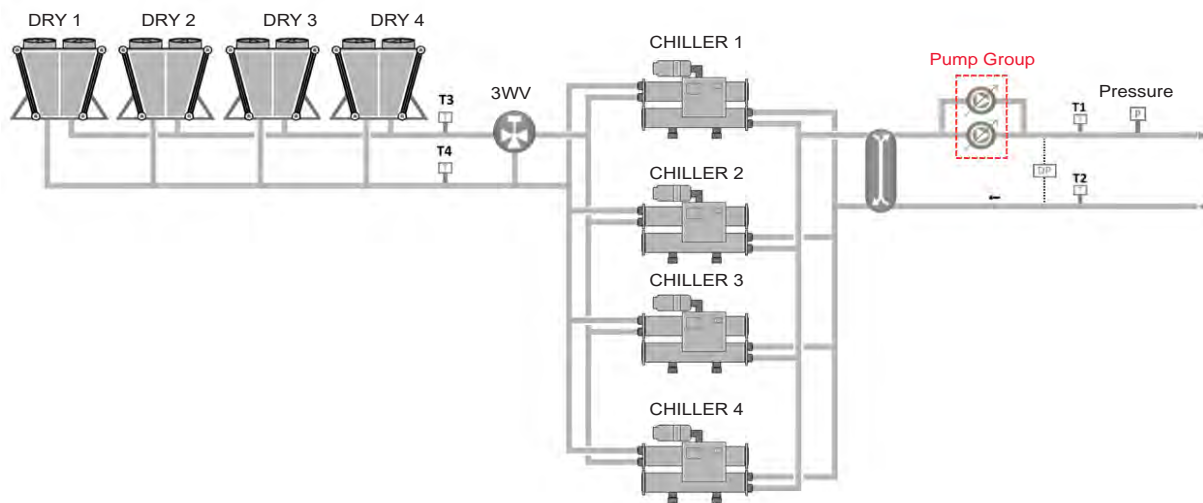 DRY 1
DRY 2
DRY 3
DRY 4
CHILLER 1
Pump Group
3WV
T3
T
T1
T
Pressure
P
T4
T
CHILLER 2
DP
T2
T
CHILLER 3
CHILLER 4